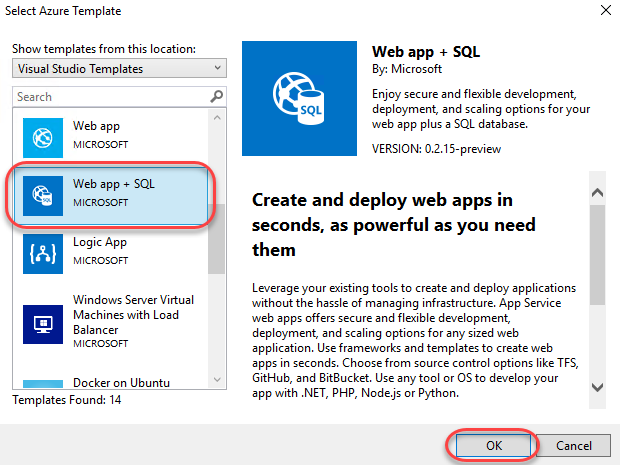 Select Azure Template
Show templates from this location:
Visual Studio Templates
Search
Web app
MICROSOFT
Web app + SQL
MICROSOFT
Logic App
MICROSOFT
Windows Server Virtual
Machines with Load
Balancer
MICROSOFT
Docker on Ubuntu
Templates Found: 14
SQL
Web app + SQL
By: Microsoft
Enjoy secure and flexible development,
deployment, and scaling options for your
web app plus a SQL database.
VERSION: 0.2.15-preview
Create and deploy web apps in
seconds, as powerful as you need
them
Leverage your existing tools to create and deploy applications
without the hassle of managing infrastructure. App Service
web apps offers secure and flexible development,
deployment, and scaling options for any sized web
application. Use frameworks and templates to create web
apps in seconds. Choose from source control options like TFS,
GitHub, and BitBucket. Use any tool or OS to develop your
app with .NET, PHP, Node.js or Python.
OK
Cancel